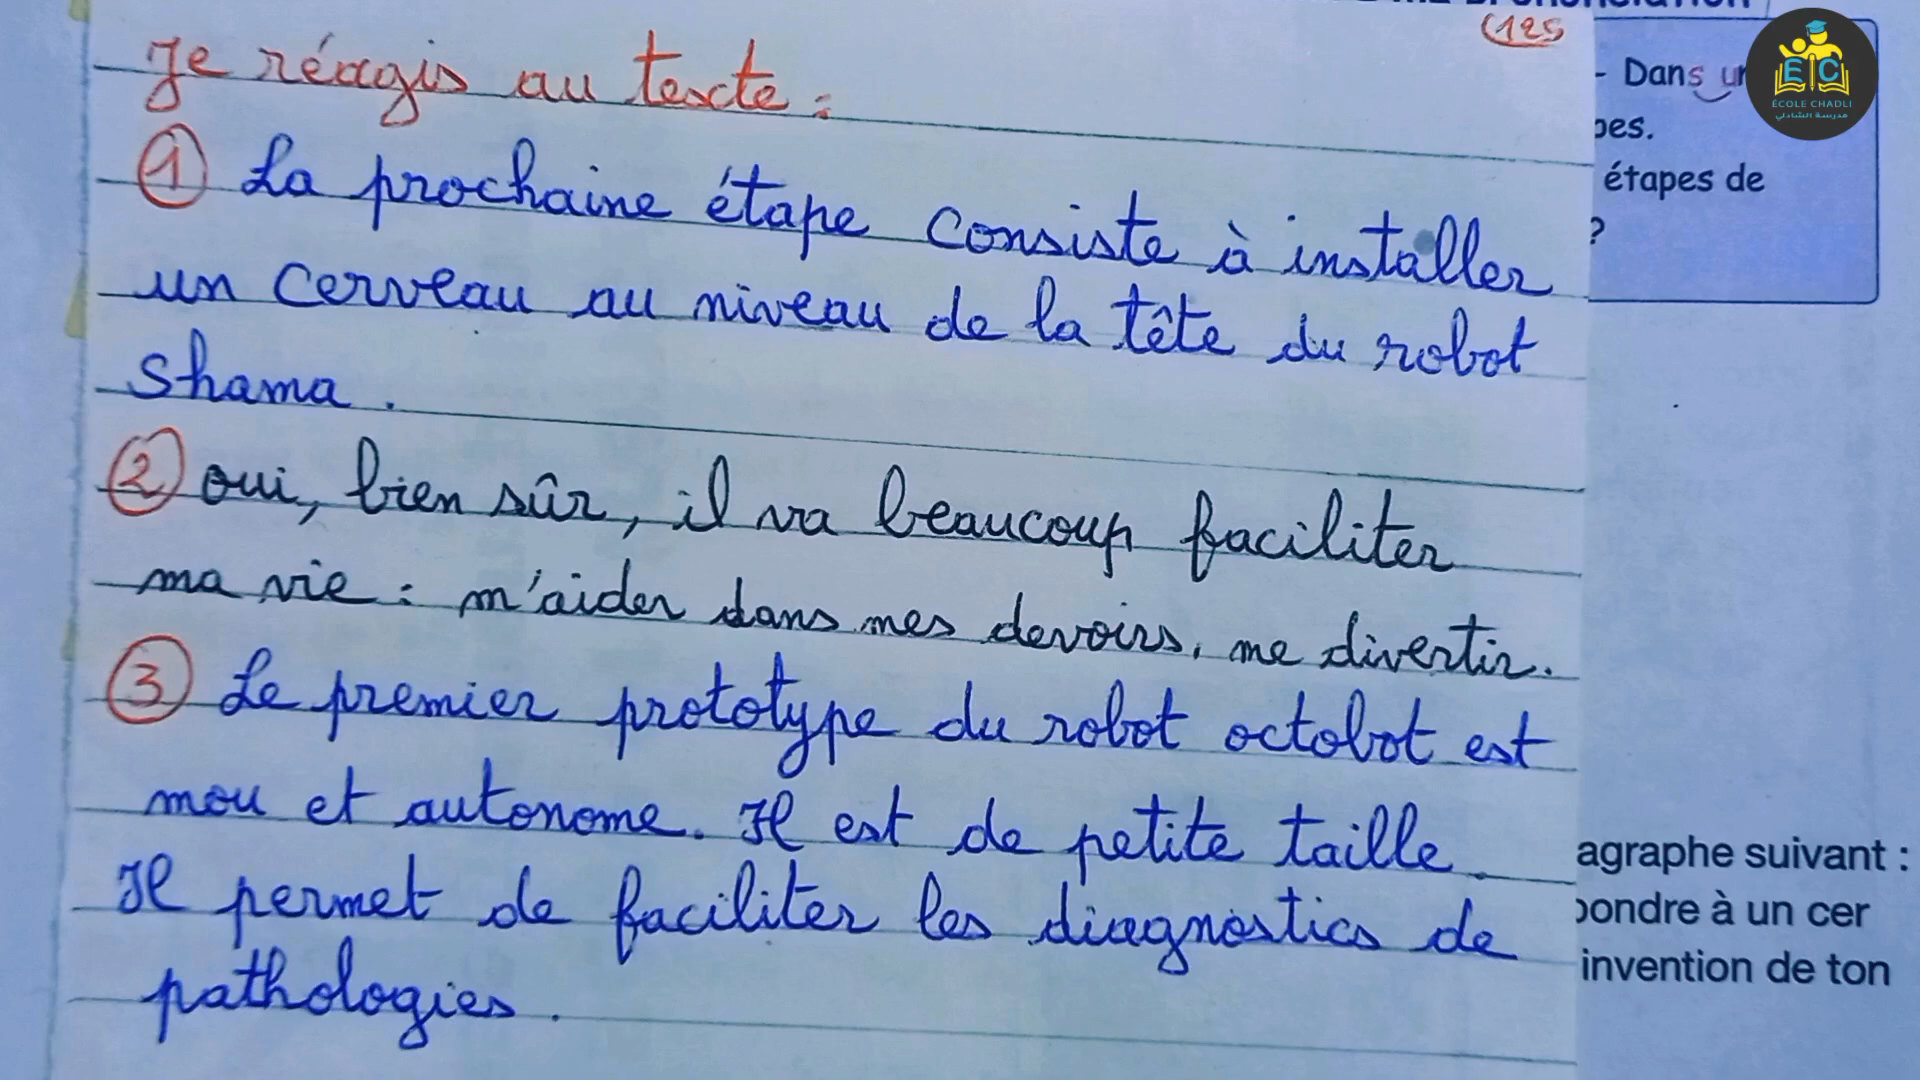 (125
Je réagis au texte :
① La prochaine étape consiste à installer
un cerveau au niveau de la tête du robot
Shama.
② oui, bien sûr, il va beaucoup faciliter
ma vie : m'aider dans mes devoirs, me divertir.
③ Le premier prototype du robot octobot est
mou et autonome. Il est de petite taille.
Il permet de faciliter les diagnostics de
pathologies.
- Dans un
pes.
étapes de
?
agraphe suivant :
pondre à un cer
invention de ton
EC
ÉCOLE CHADLI
مدرسة الشادلي